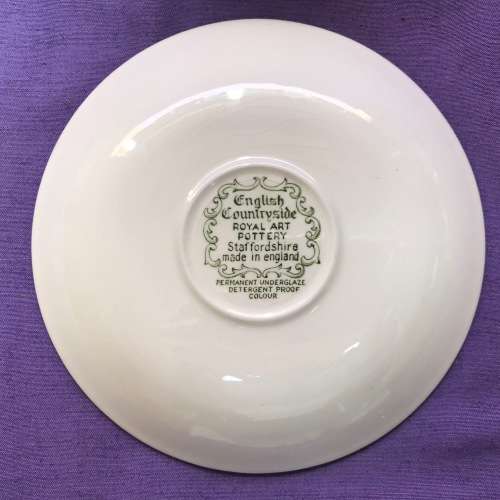 English
Countryside
ROYAL ART
POTTERY
Staffordshire
made in england
PERMANENT UNDERGLAZE
DETERGENT PROOF
COLOUR